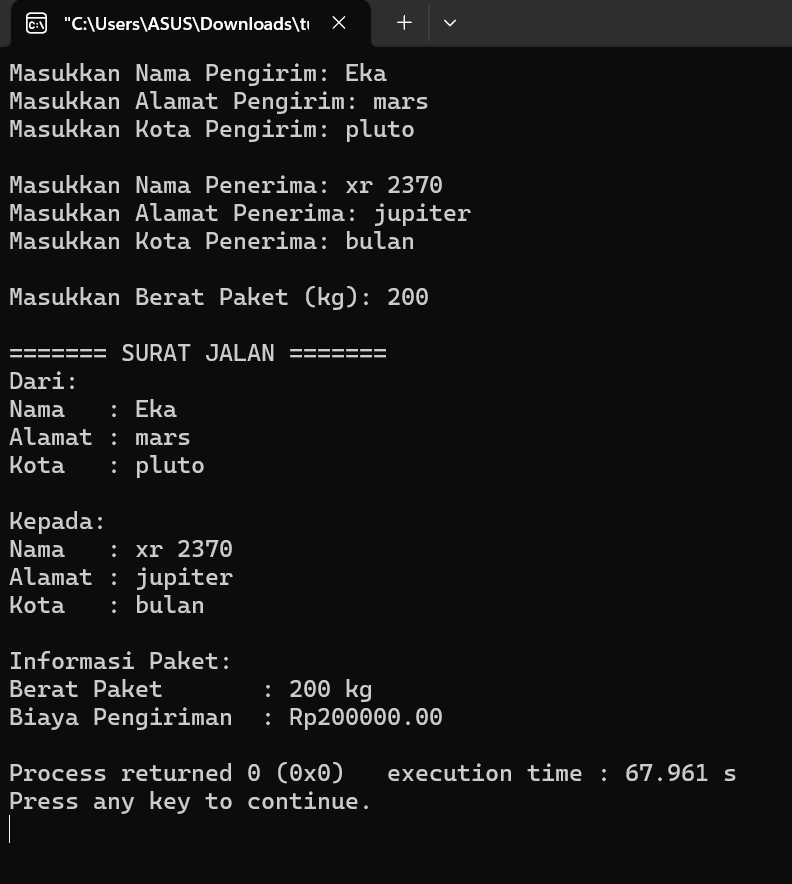 "C:\Users\ASUS\Downloads\tu
Masukkan Nama Pengirim: Eka
Masukkan Alamat Pengirim: mars
Masukkan Kota Pengirim: pluto
Masukkan Nama Penerima: xr 2370
Masukkan Alamat Penerima: jupiter
Masukkan Kota Penerima: bulan
Masukkan Berat Paket (kg): 200
======= SURAT JALAN =======
Dari:
Nama   : Eka
Alamat : mars
Kota   : pluto
Kepada:
Nama   : xr 2370
Alamat : jupiter
Kota   : bulan
Informasi Paket:
Berat Paket       : 200 kg
Biaya Pengiriman  : Rp200000.00
Process returned 0 (0x0)   execution time : 67.961 s
Press any key to continue.